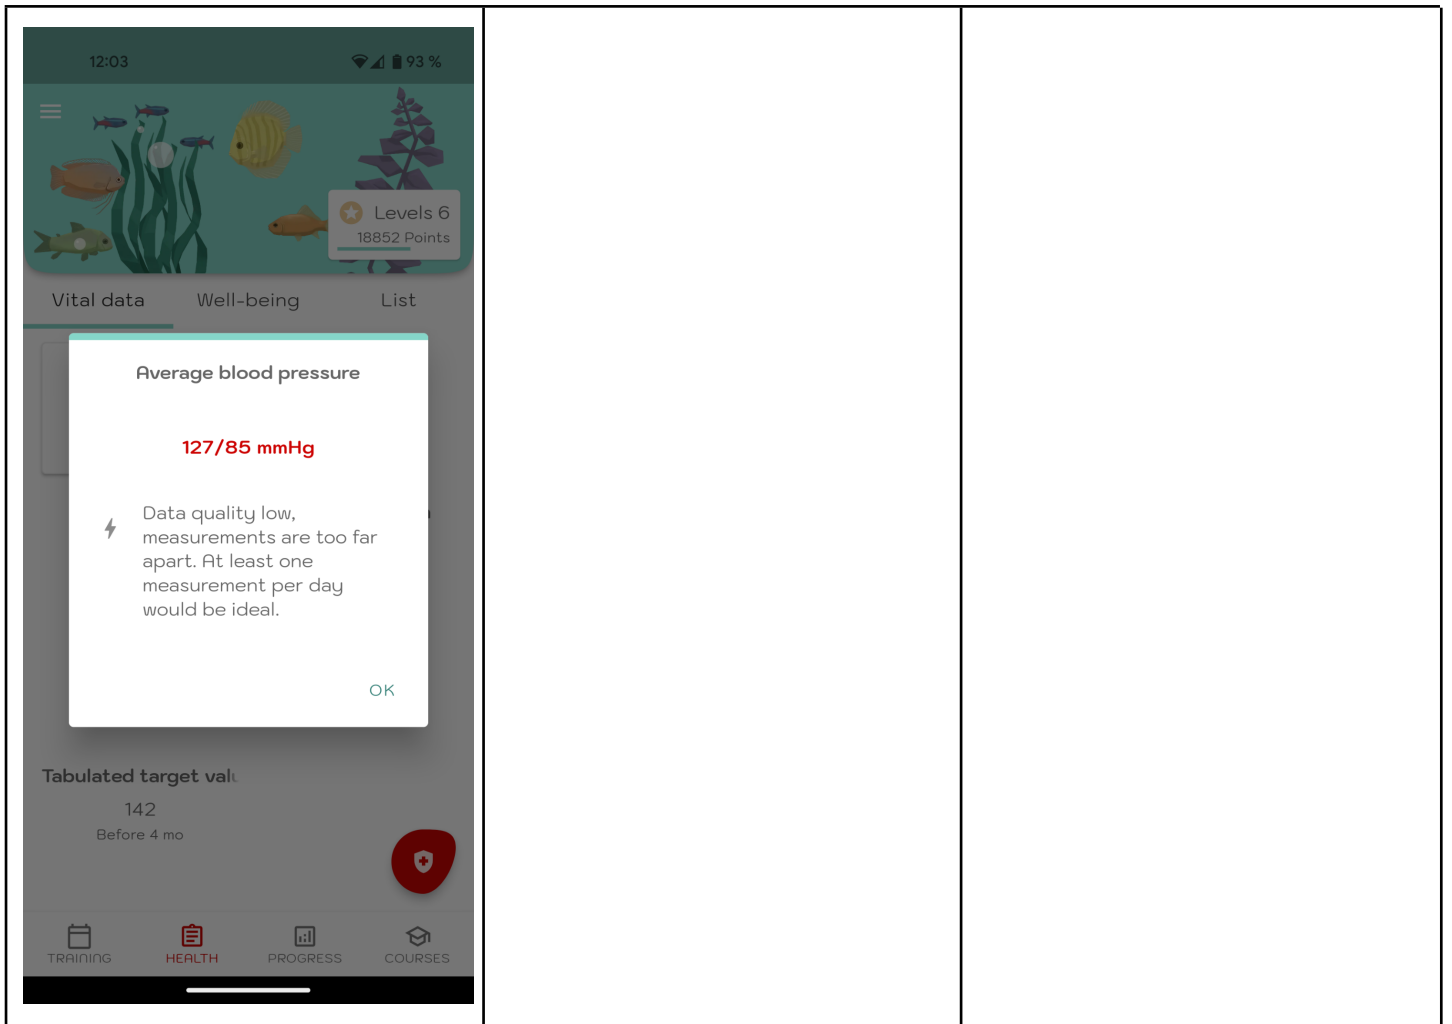 12:03
93 %
Levels 6
18852 Points
Vital data
Well-being
List
Average blood pressure
127/85 mmHg
Data quality low,
measurements are too far
apart. At least one
measurement per day
would be ideal.
OK
Tabulated target
142
Before 4 mo
TRAINING
HEALTH
PROGRESS
COURSES